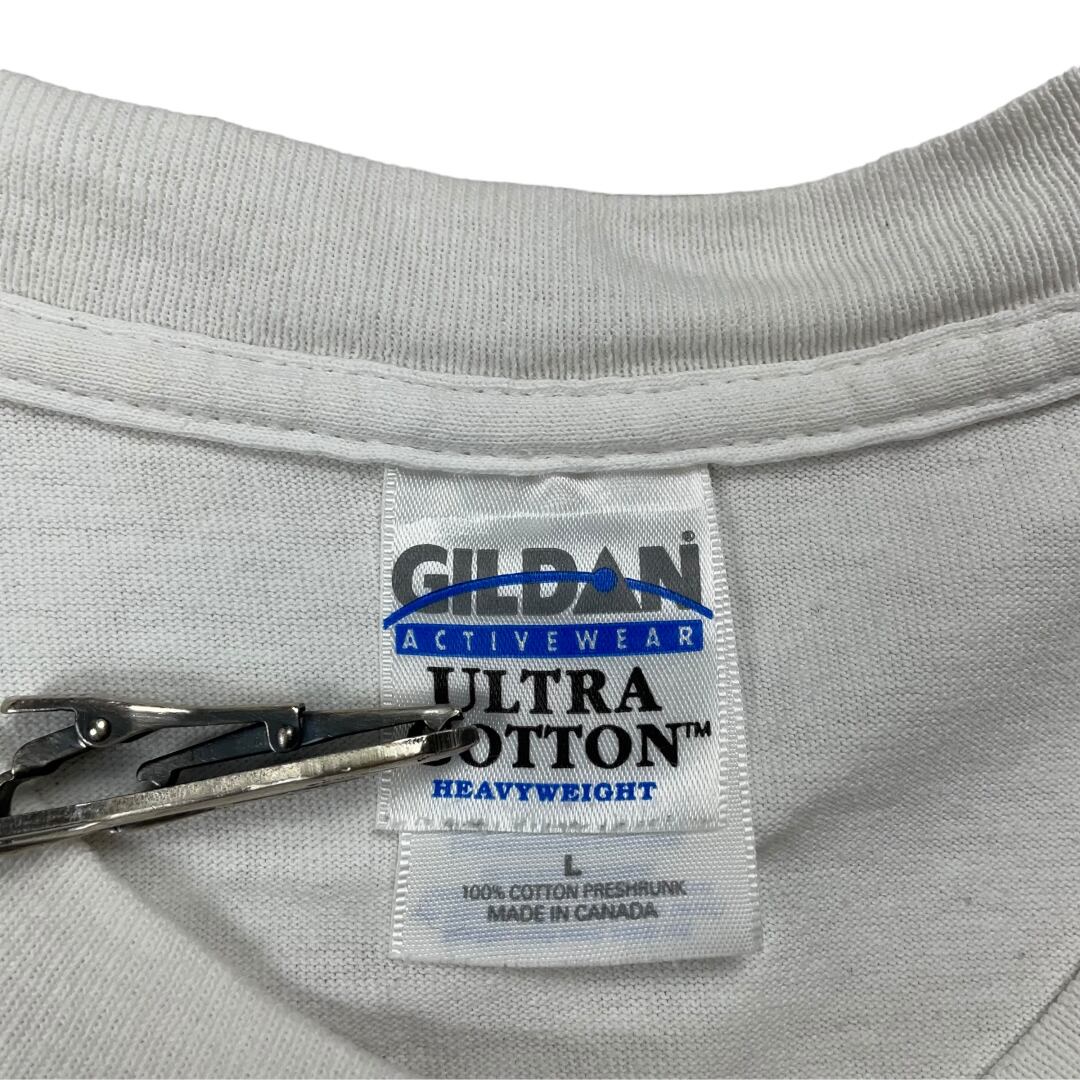 GILDAN®
ACTIVEWEAR
ULTRA
COTTON™
HEAVYWEIGHT
L
100% COTTON PRESHRUNK
MADE IN CANADA